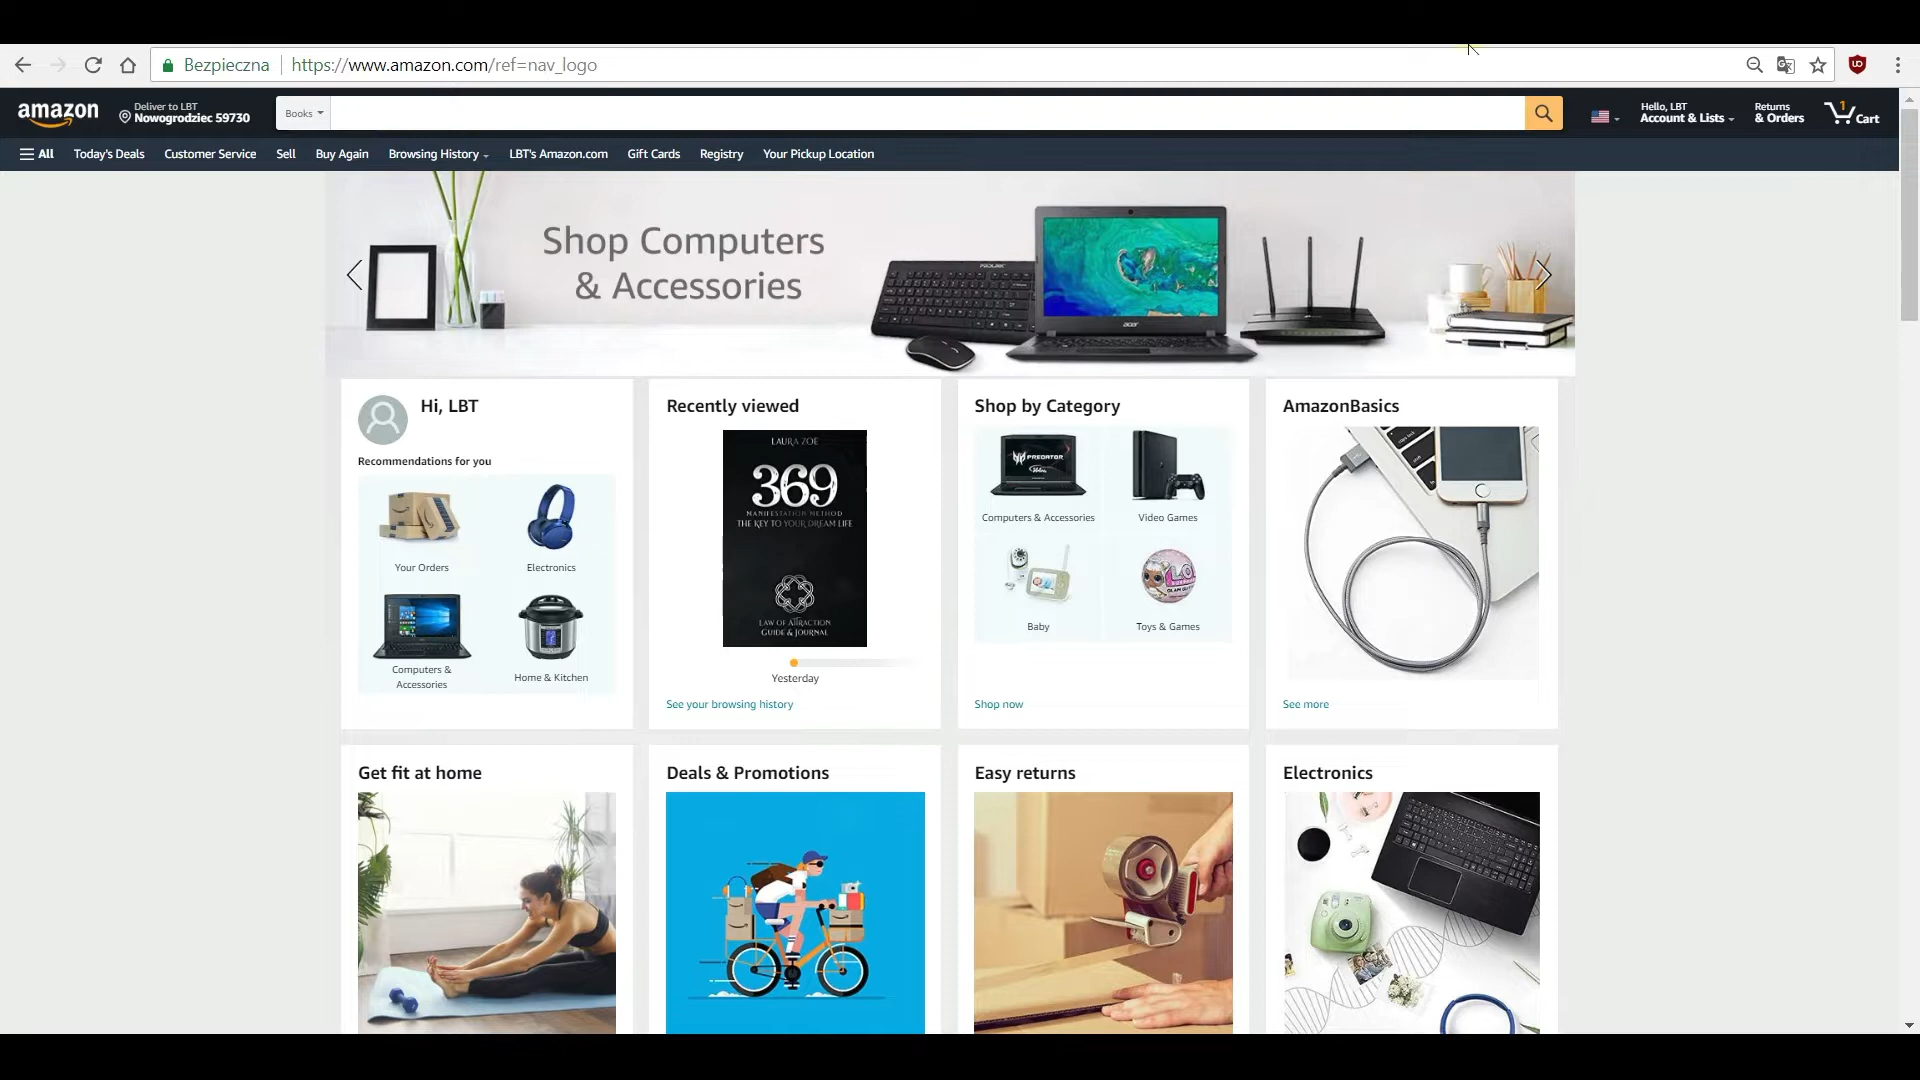 Bezpieczna
https://www.amazon.com/ref=nav_logo
amazon
Deliver to LBT
Nowogrodziec 59730
Books
Hello, LBT
Account & Lists
Returns
& Orders
1
Cart
All
Today's Deals
Customer Service
Sell
Buy Again
Browsing History
LBT's Amazon.com
Gift Cards
Registry
Your Pickup Location
Shop Computers
& Accessories
acer
Hi, LBT
Recommendations for you
Your Orders
Electronics
Computers &
Accessories
Home & Kitchen
Recently viewed
LAURA ZOE
369
MANIFESTATION METHOD
THE KEY TO YOUR DREAM LIFE
LAW OF ATTRACTION
GUIDE & JOURNAL
Yesterday
See your browsing history
Shop by Category
PREDATOR
Computers & Accessories
Video Games
Baby
Toys & Games
Shop now
AmazonBasics
See more
Get fit at home
Deals & Promotions
Easy returns
Electronics